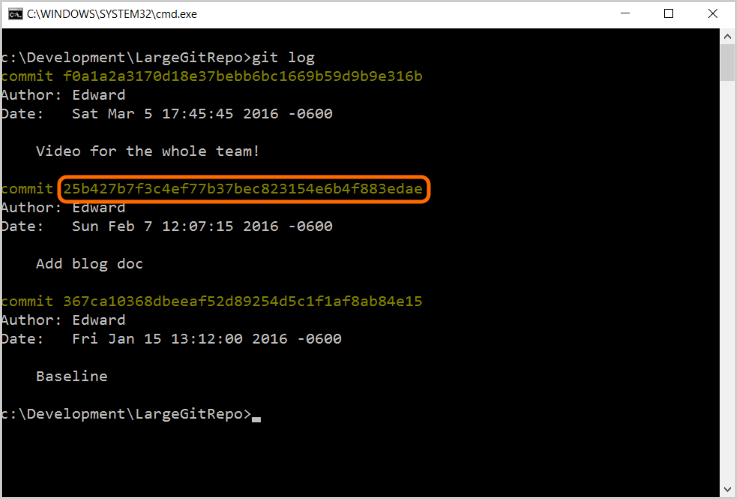 C:\WINDOWS\SYSTEM32\cmd.exe
c:\Development\LargeGitRepo>git log
commit f0a1a2a3170d18e37bebb6bc1669b59d9b9e316b
Author: Edward
Date:   Sat Mar 5 17:45:45 2016 -0600
Video for the whole team!
commit 25b427b7f3c4ef77b37bec823154e6b4f883edae
Author: Edward
Date:   Sun Feb 7 12:07:15 2016 -0600
Add blog doc
commit 367ca10368dbeeaf52d89254d5c1f1af8ab84e15
Author: Edward
Date:   Fri Jan 15 13:12:00 2016 -0600
Baseline
c:\Development\LargeGitRepo>